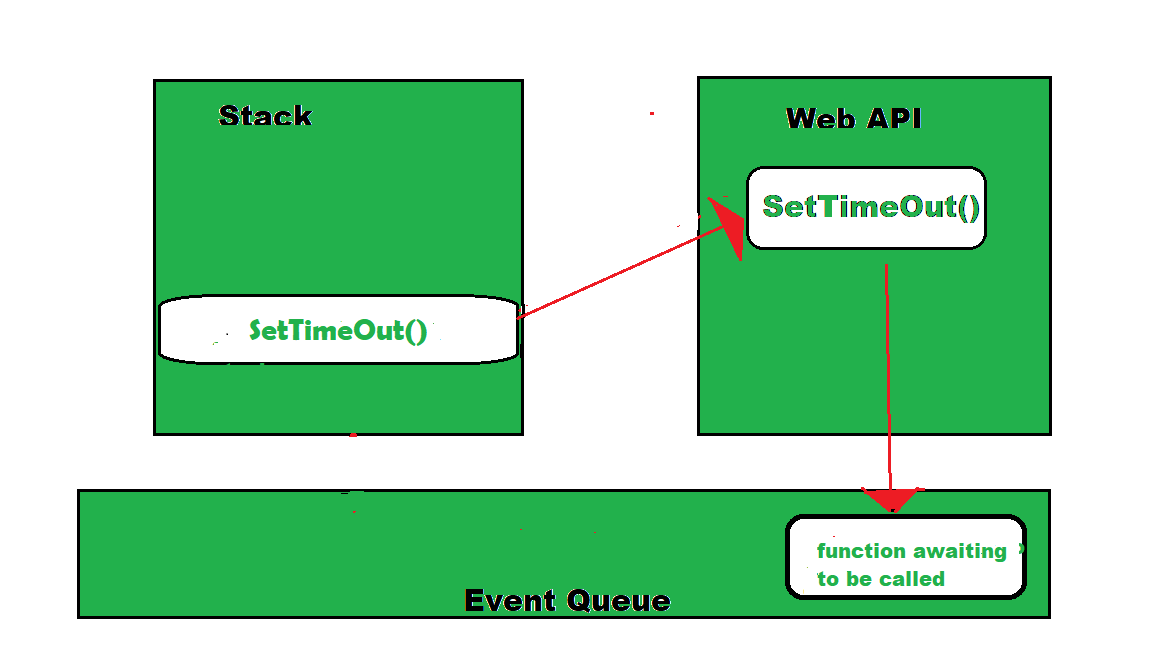 Stack
Web API
SetTimeOut()
SetTimeOut()
function awaiting
to be called
Event Queue